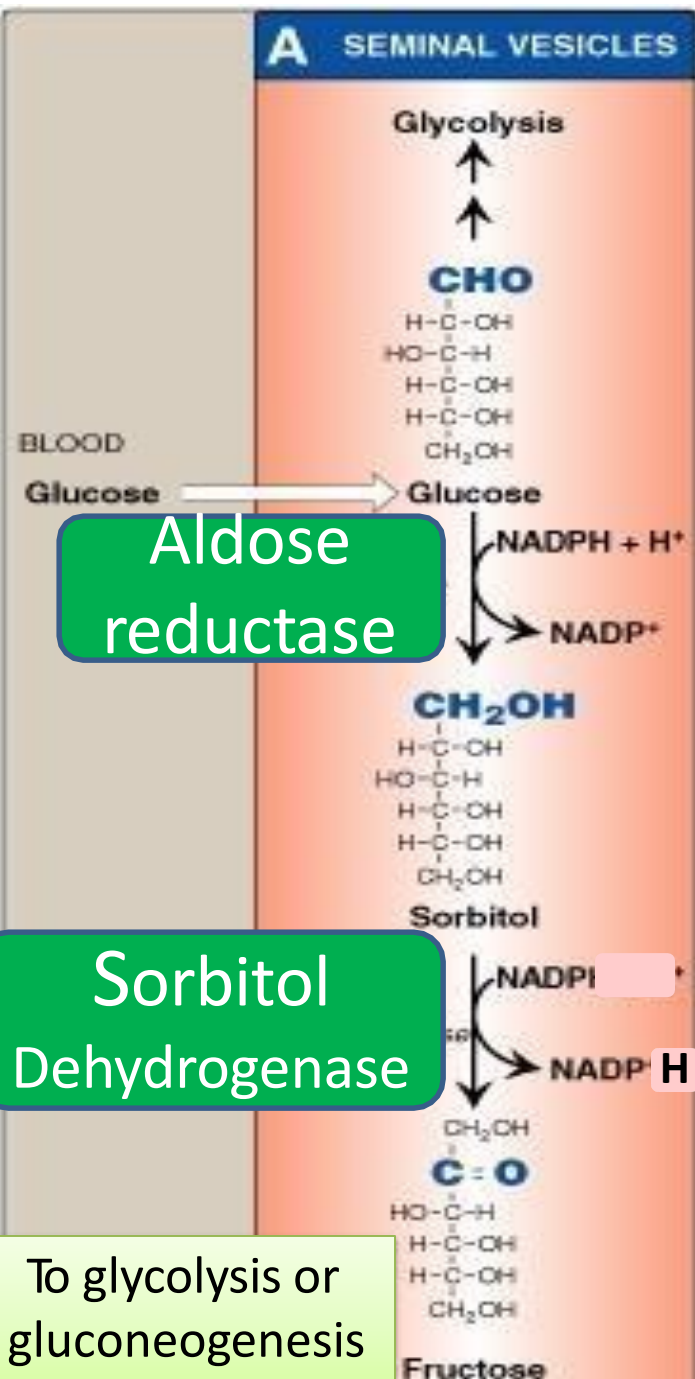 A SEMINAL VESICLES
Glycolysis
CHO
H-C-OH
HO-C-H
H-C-OH
H-C-OH
CH₂OH
BLOOD
Glucose
Glucose
Aldose
reductase
NADPH + H⁺
NADP⁺
CH₂OH
H-C-OH
HO-C-H
H-C-OH
H-C-OH
CH₂OH
Sorbitol
Sorbitol
Dehydrogenase
NADP
NADP H
CH₂OH
C=O
HO-C-H
H-C-OH
H-C-OH
CH₂OH
To glycolysis or
gluconeogenesis
Fructose